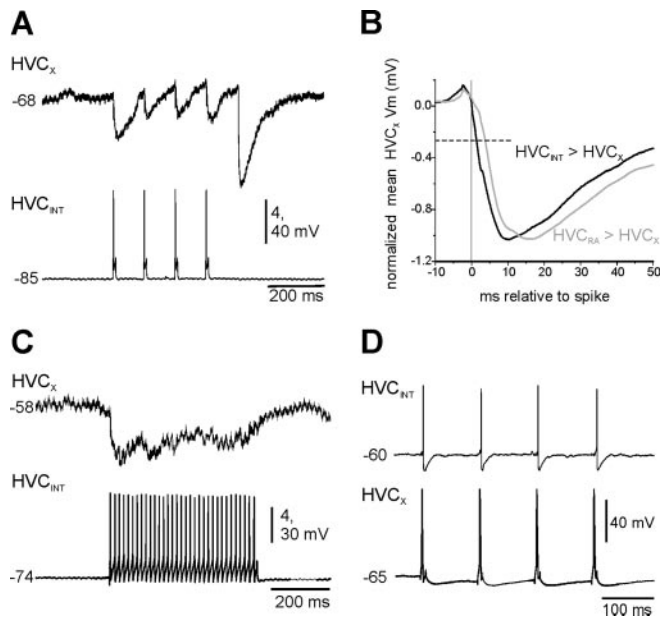 A
HVCX
-68
HVCINT
4,
40 mV
-85
200 ms
B
normalized mean HVCX Vm (mV)
0.0
-0.4
-0.8
-1.2
HVCINT > HVCX
HVCRA > HVCX
-10 0 10 20 30 40 50
ms relative to spike
C
HVCX
-58
HVCINT
4,
30 mV
-74
200 ms
D
HVCINT
-60
HVCX
40 mV
-65
100 ms